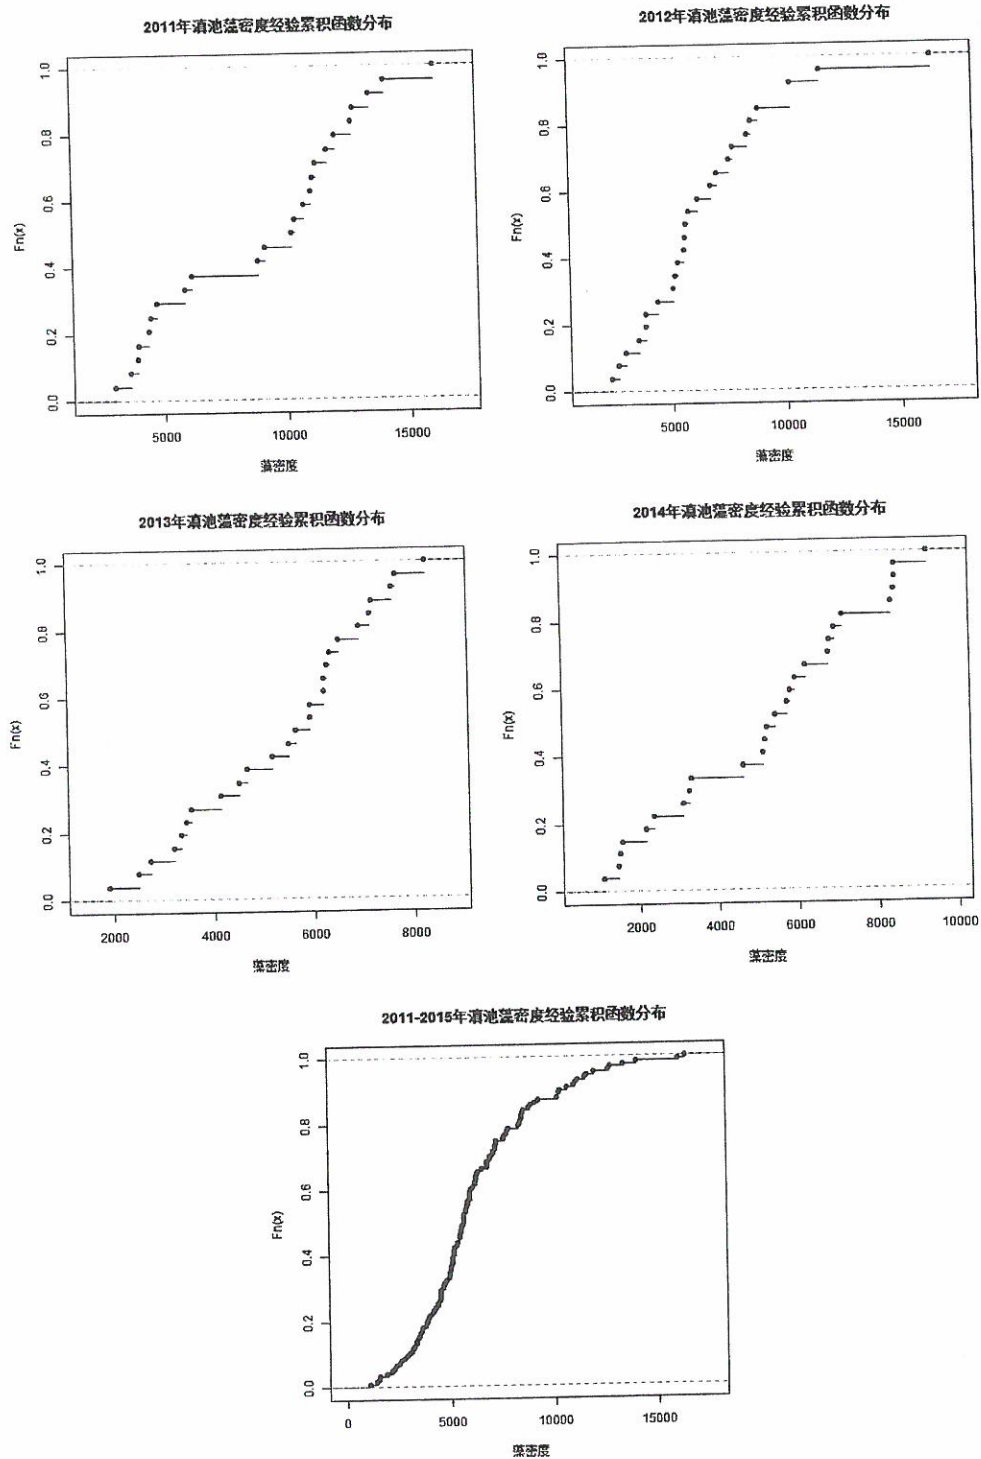 2011年滇池藻密度经验累积函数分布
Fn(x)
1.0
0.8
0.6
0.4
0.2
0.0
5000 10000 15000
藻密度
2012年滇池藻密度经验累积函数分布
Fn(x)
1.0
0.8
0.6
0.4
0.2
0.0
5000 10000 15000
藻密度
2013年滇池藻密度经验累积函数分布
Fn(x)
1.0
0.8
0.6
0.4
0.2
0.0
2000 4000 6000 8000
藻密度
2014年滇池藻密度经验累积函数分布
Fn(x)
1.0
0.8
0.6
0.4
0.2
0.0
2000 4000 6000 8000 10000
藻密度
2011-2015年滇池藻密度经验累积函数分布
Fn(x)
1.0
0.8
0.6
0.4
0.2
0.0
0 5000 10000 15000
藻密度